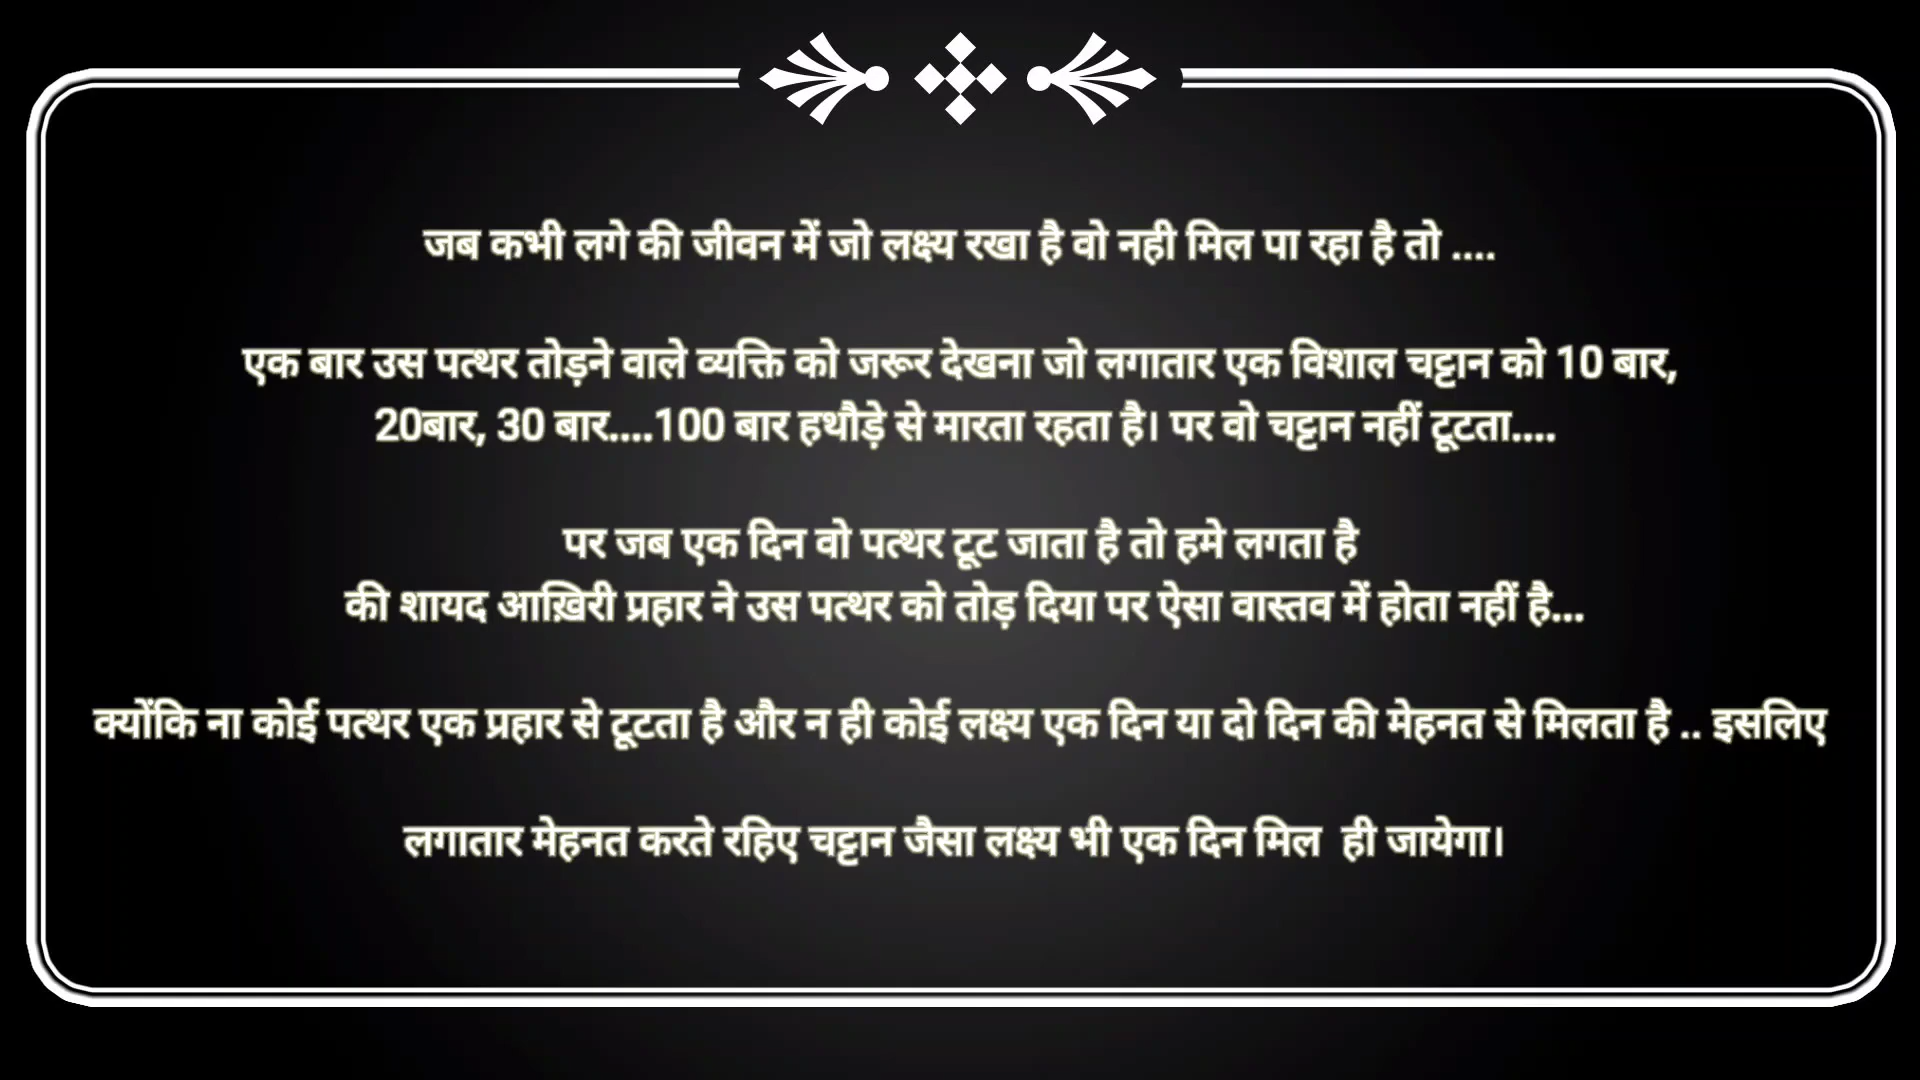 जब कभी लगे की जीवन में जो लक्ष्य रखा है वो नही मिल पा रहा है तो ....
एक बार उस पत्थर तोड़ने वाले व्यक्ति को जरूर देखना जो लगातार एक विशाल चट्टान को 10 बार,
20बार, 30 बार....100 बार हथौड़े से मारता रहता है। पर वो चट्टान नहीं टूटता....
पर जब एक दिन वो पत्थर टूट जाता है तो हमे लगता है
की शायद आख़िरी प्रहार ने उस पत्थर को तोड़ दिया पर ऐसा वास्तव में होता नहीं है...
क्योंकि ना कोई पत्थर एक प्रहार से टूटता है और न ही कोई लक्ष्य एक दिन या दो दिन की मेहनत से मिलता है .. इसलिए
लगातार मेहनत करते रहिए चट्टान जैसा लक्ष्य भी एक दिन मिल  ही जायेगा।